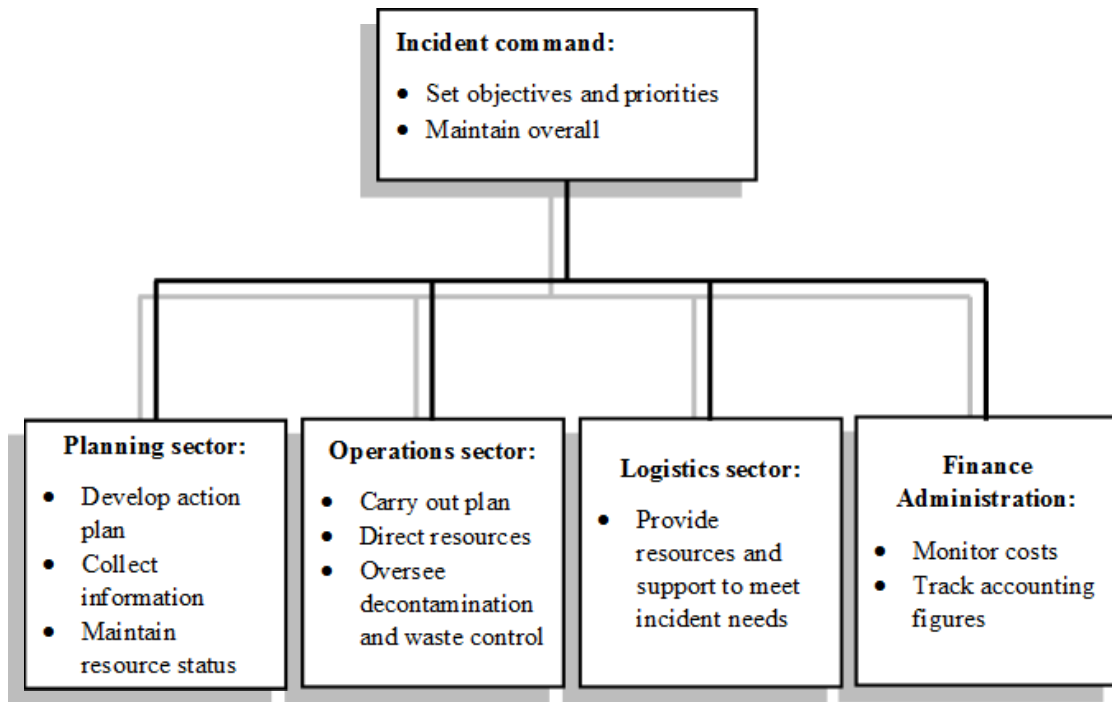 Incident command:
• Set objectives and priorities
• Maintain overall
Planning sector:
• Develop action
plan
• Collect
information
• Maintain
resource status
Operations sector:
• Carry out plan
• Direct resources
• Oversee
decontamination
and waste control
Logistics sector:
• Provide
resources and
support to meet
incident needs
Finance
Administration:
• Monitor costs
• Track accounting
figures